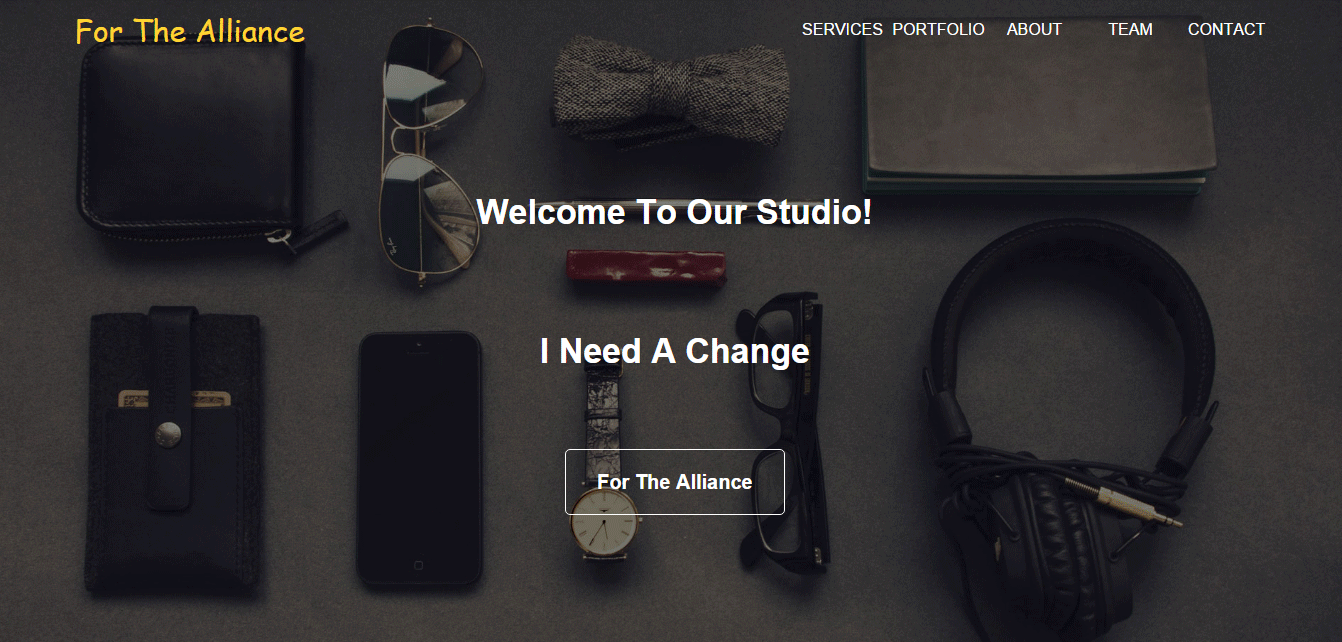 For The Alliance
SERVICES PORTFOLIO ABOUT TEAM CONTACT
Welcome To Our Studio!
I Need A Change
For The Alliance